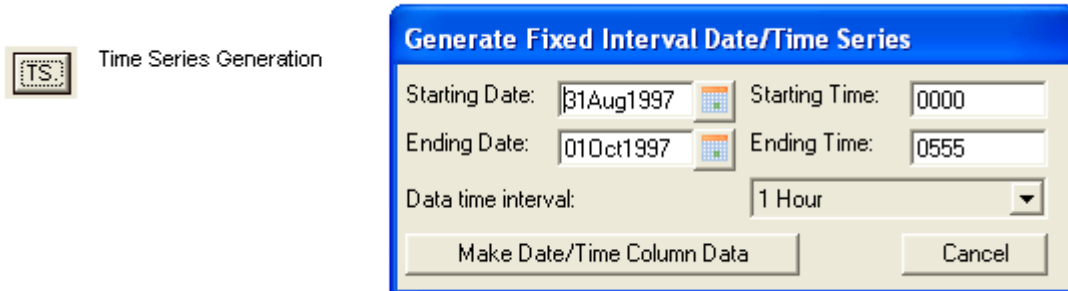 TS.
Time Series Generation
Generate Fixed Interval Date/Time Series
Starting Date: 31Aug1997 Starting Time: 0000
Ending Date: 01Oct1997 Ending Time: 0555
Data time interval: 1 Hour
Make Date/Time Column Data Cancel